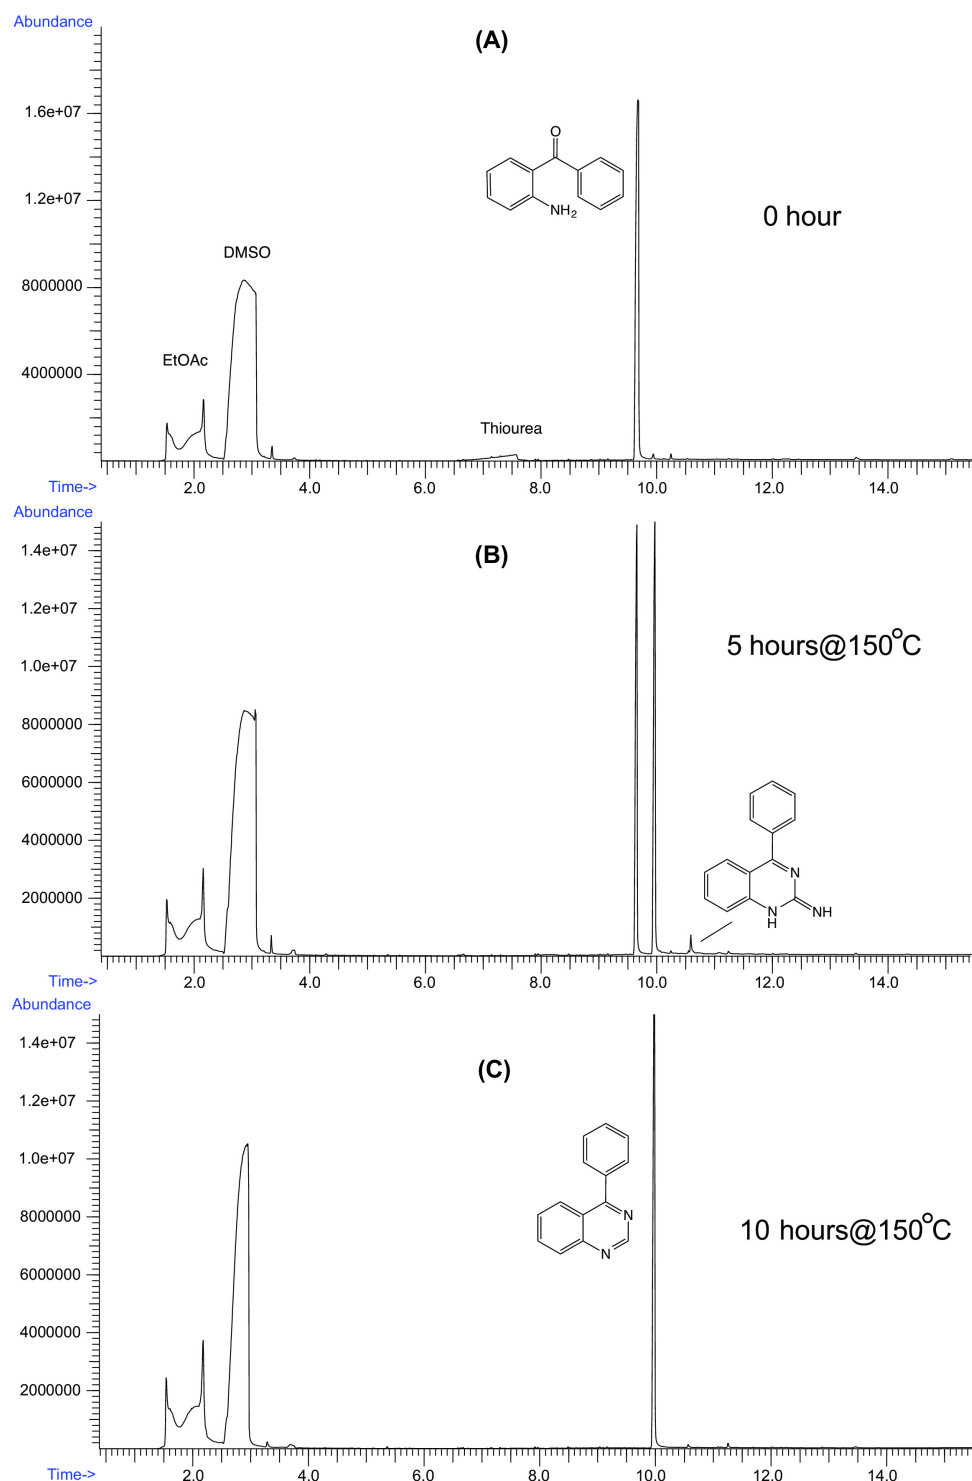 Abundance
(A)
1.6e+07
O
1.2e+07
NH2
0 hour
DMSO
8000000
EtOAc
4000000
Thiourea
Time-> 2.0 4.0 6.0 8.0 10.0 12.0 14.0
Abundance
1.4e+07
(B)
1.2e+07
5 hours@150°C
1.0e+07
8000000
6000000
4000000
N
2000000
N NH
H
Time-> 2.0 4.0 6.0 8.0 10.0 12.0 14.0
Abundance
1.4e+07
(C)
1.2e+07
1.0e+07
8000000
N
10 hours@150°C
N
6000000
4000000
2000000
Time-> 2.0 4.0 6.0 8.0 10.0 12.0 14.0